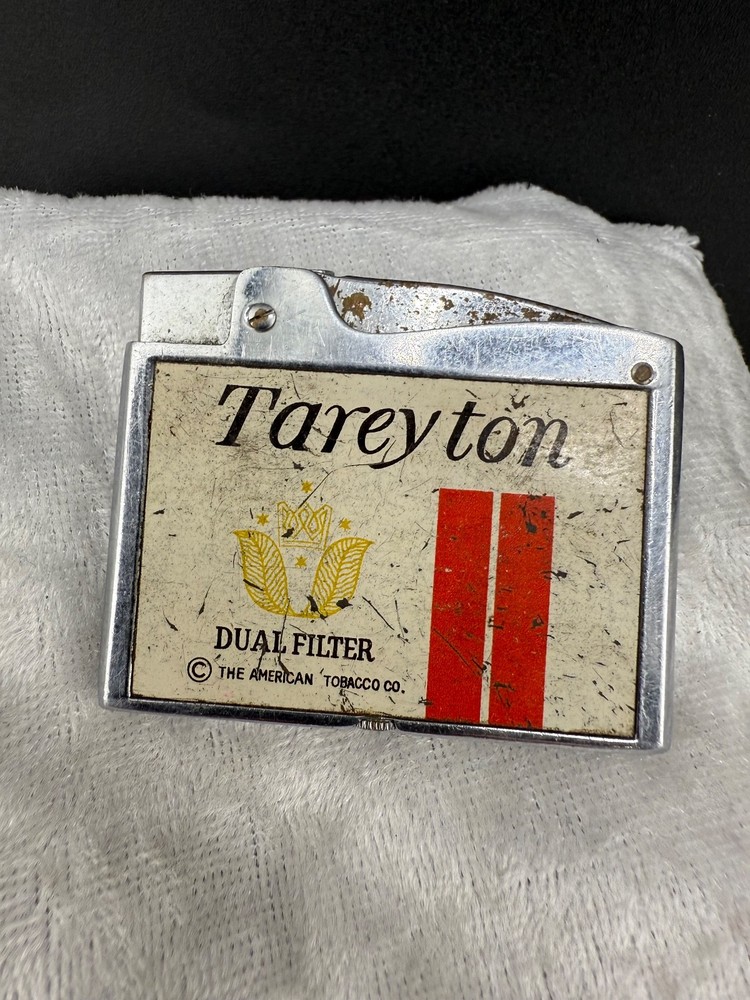 Tareyton
DUAL FILTER
© THE AMERICAN TOBACCO CO.